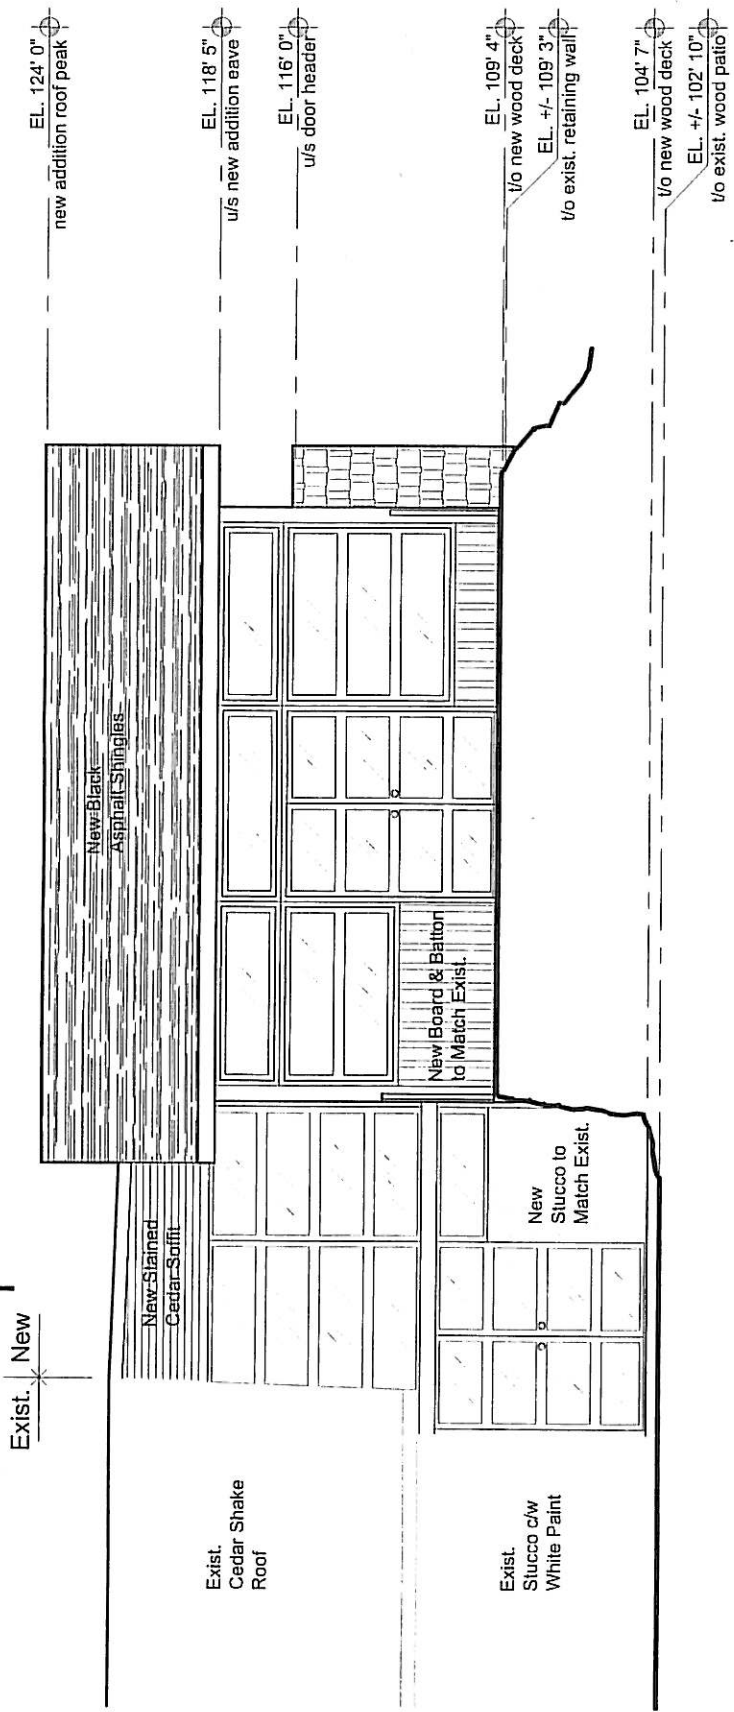 Exist. New
New Black
Asphalt Shingles
New Stained
Cedar Soffit
Exist.
Cedar Shake
Roof
New Board & Batton
to Match Exist.
New
Stucco to
Match Exist.
Exist.
Stucco c/w
White Paint
EL. 124' 0"
new addition roof peak
EL. 118' 5"
u/s new addition eave
EL. 116' 0"
u/s door header
EL. 109' 4"
t/o new wood deck
EL. +/- 109' 3"
t/o exist. retaining wall
EL. 104' 7"
t/o new wood deck
EL. +/- 102' 10"
t/o exist. wood patio